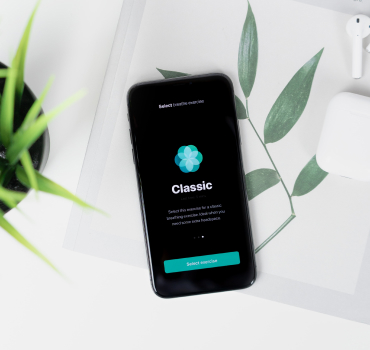 Select breathe exercise
Classic
Select this exercise for a classic
breathing exercise ideal when you
need some extra headspace.
Select exercise